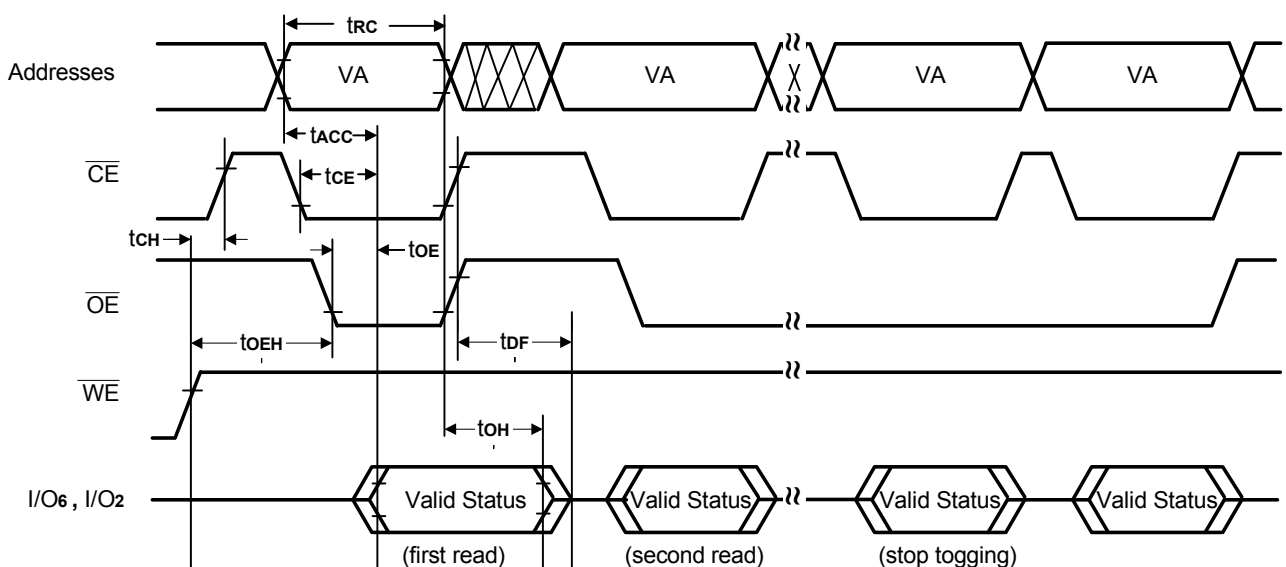 tRC
Addresses VA VA X VA VA
tACC
CE
tCE
tCH
tOE
OE
tOEH
tDF
WE
tOH
I/O6 , I/O2 Valid Status Valid Status Valid Status Valid Status
(first read) (second read) (stop togging)